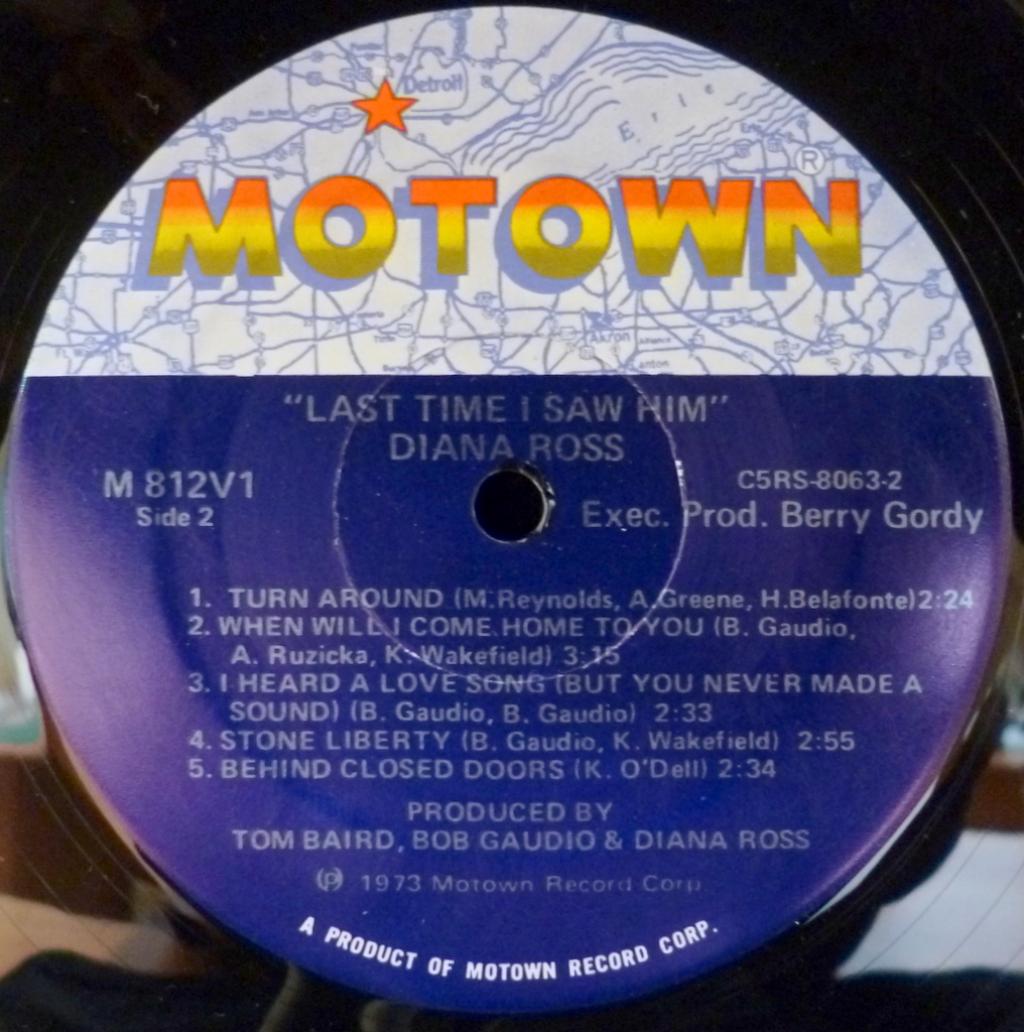 Detroit
Erie
®
MOTOWN
Akron
"LAST TIME I SAW HIM"
DIANA ROSS
M 812V1
Side 2
C5RS-8063-2
Exec. Prod. Berry Gordy
1. TURN AROUND (M.Reynolds, A.Greene, H.Belafonte)2:24
2. WHEN WILL I COME HOME TO YOU (B. Gaudio,
A. Ruzicka, K. Wakefield) 3:15
3. I HEARD A LOVE SONG (BUT YOU NEVER MADE A
SOUND) (B. Gaudio, B. Gaudio) 2:33
4. STONE LIBERTY (B. Gaudio, K. Wakefield) 2:55
5. BEHIND CLOSED DOORS (K. O'Dell) 2:34
PRODUCED BY
TOM BAIRD, BOB GAUDIO & DIANA ROSS
℗ 1973 Motown Record Corp.
A PRODUCT OF MOTOWN RECORD CORP.